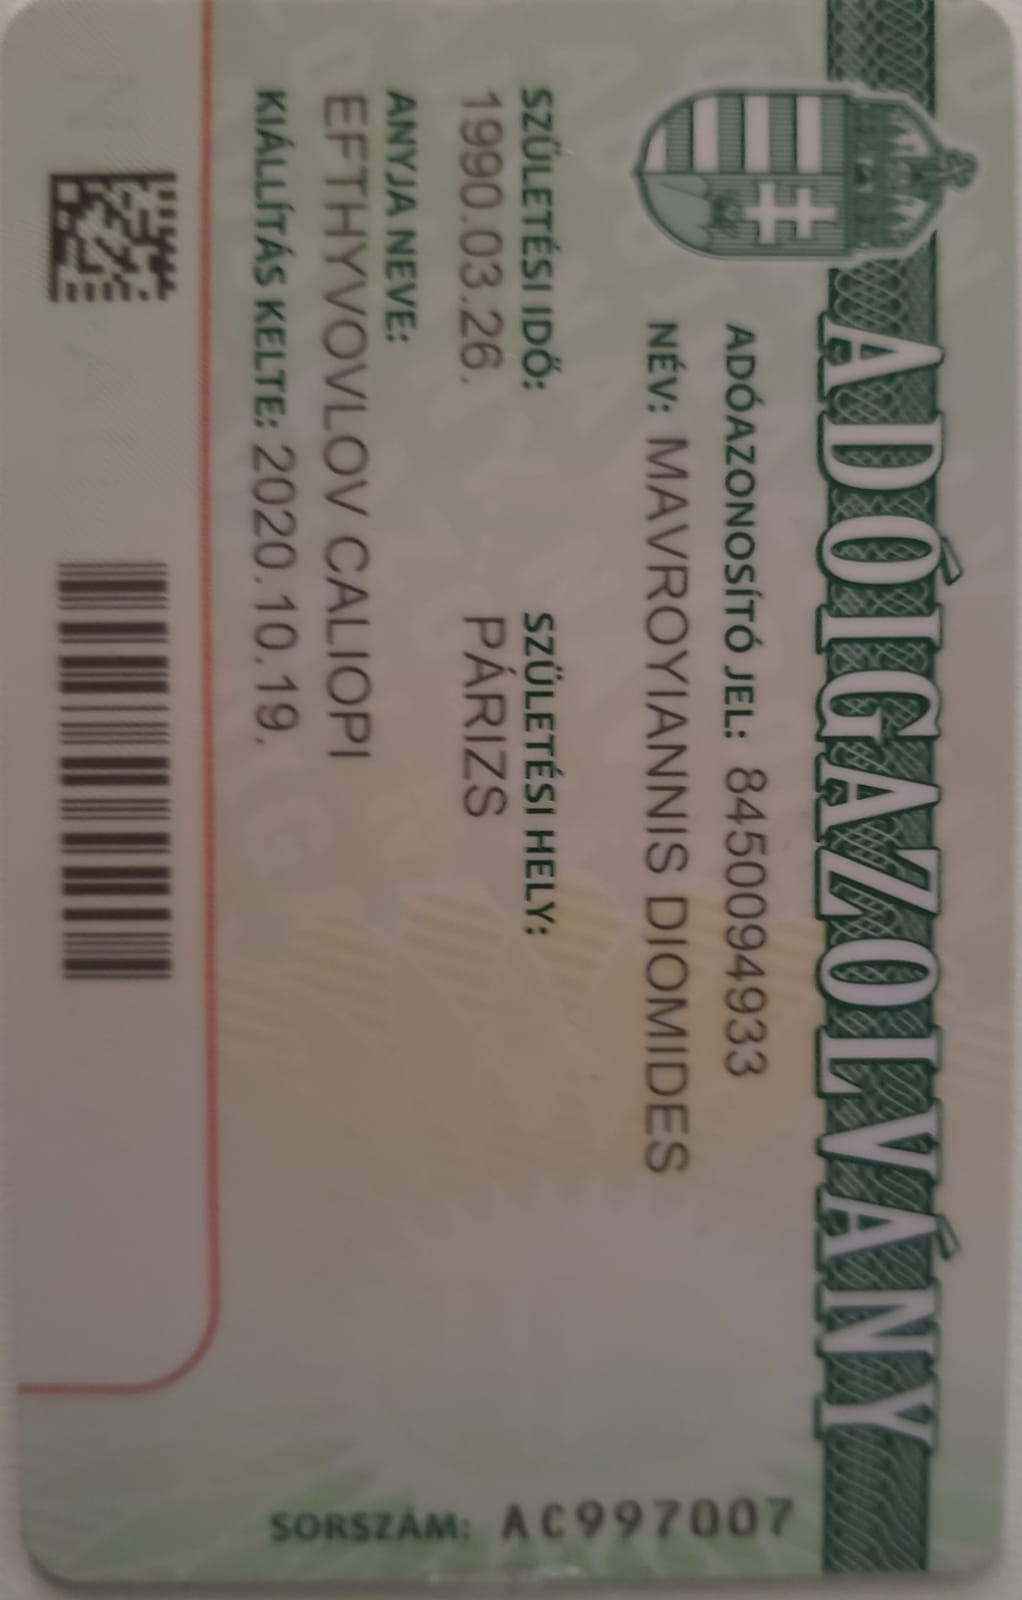 ADÓIGAZOLVÁNY
ADÓAZONOSÍTÓ JEL: 8450094933
NÉV: MAVROYIANNIS DIOMIDES
SZÜLETÉSI IDŐ:
1990.03.26.
SZÜLETÉSI HELY:
PÁRIZS
ANYJA NEVE:
EFTHYVOVLOV CALIOPI
KIÁLLÍTÁS KELTE: 2020.10.19.
SORSZÁM: AC997007